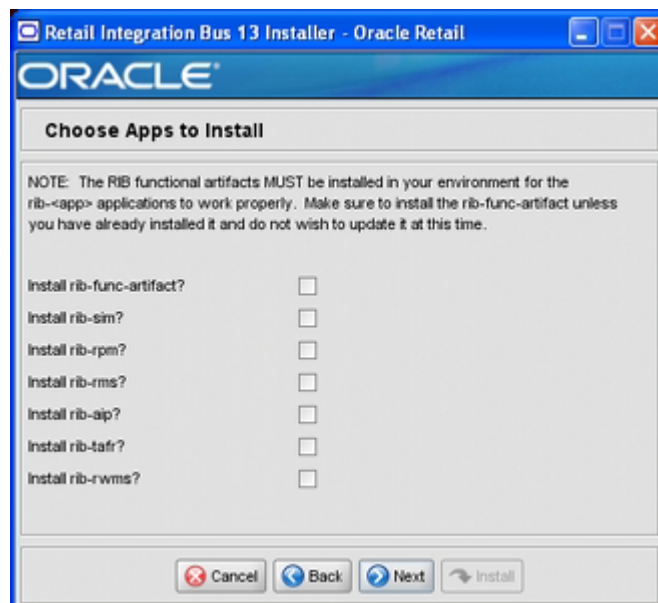 Retail Integration Bus 13 Installer - Oracle Retail
ORACLE
Choose Apps to Install
NOTE: The RIB functional artifacts MUST be installed in your environment for the
rib-<app> applications to work properly. Make sure to install the rib-func-artifact unless
you have already installed it and do not wish to update it at this time.
Install rib-func-artifact?
Install rib-sim?
Install rib-rpm?
Install rib-rms?
Install rib-aip?
Install rib-tafr?
Install rib-rwms?
Cancel Back Next Install